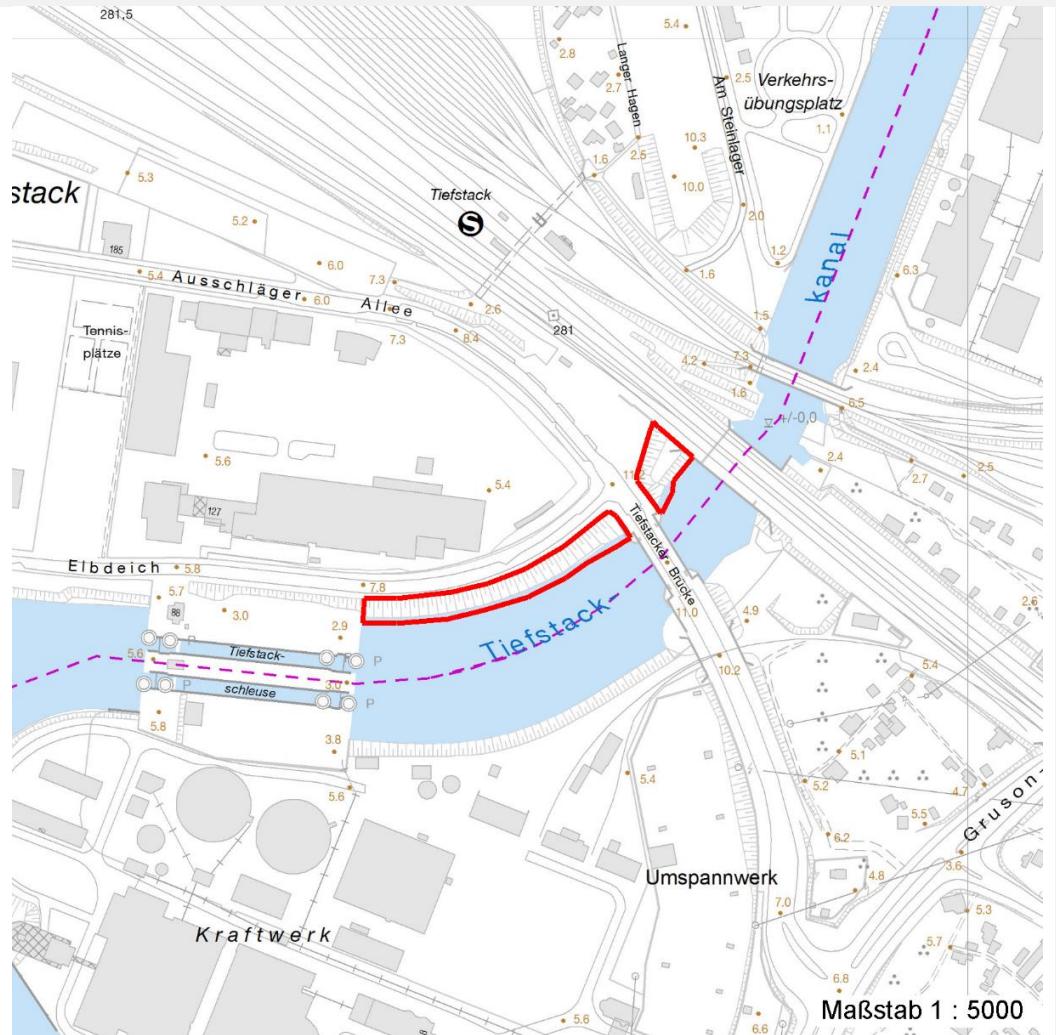 281,5
5.4
2.8
Langer Hagen
2.7
Am Steinlager
2.5
Verkehrs-
übungsplatz
1.1
10.3
2.5
1.6
10.0
5.3
stack
Tiefstack
S
5.2
2.0
kanal
185
5.4
6.0
1.2
1.6
6.3
Ausschläger Allee
7.3
6.0
2.6
7.3
8.4
281
1.5
Tennis-
plätze
4.2
7.3
2.4
1.6
6.5
+/-0,0
5.6
2.4
2.7
2.5
5.4
127
Tiefstacker Brücke
Elbdeich
5.8
7.8
5.7
3.0
88
2.9
11.0
4.9
2.6
P
Tiefstack-
Tiefstack-
P
P
5.6
schleuse
3.0
P
P
10.2
5.4
5.8
3.8
5.6
5.4
5.1
5.2
4.7
5.5
6.2
Gruson-
3.6
Umspannwerk
4.8
Kraftwerk
7.0
5.3
5.7
6.8
5.6
6.6
Maßstab 1 : 5000